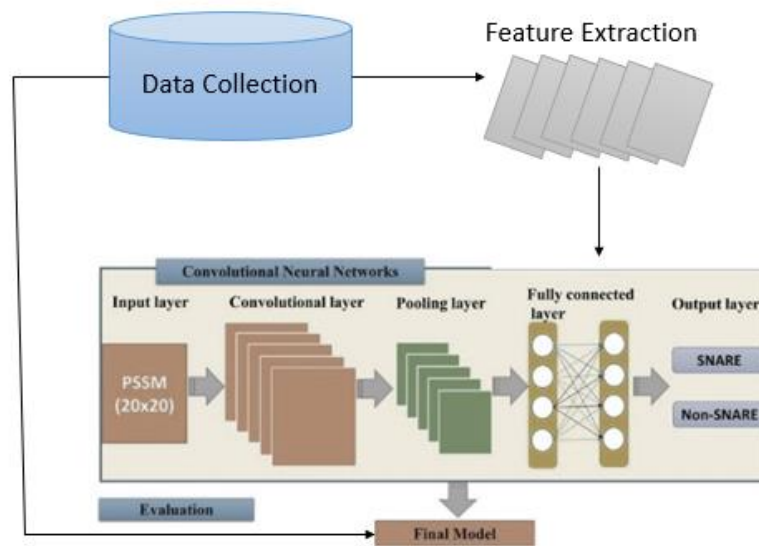 Data Collection
Feature Extraction
Convolutional Neural Networks
Input layer
Convolutional layer
Pooling layer
Fully connected
layer
Output layer
PSSM
(20x20)
SNARE
Non-SNARE
Evaluation
Final Model